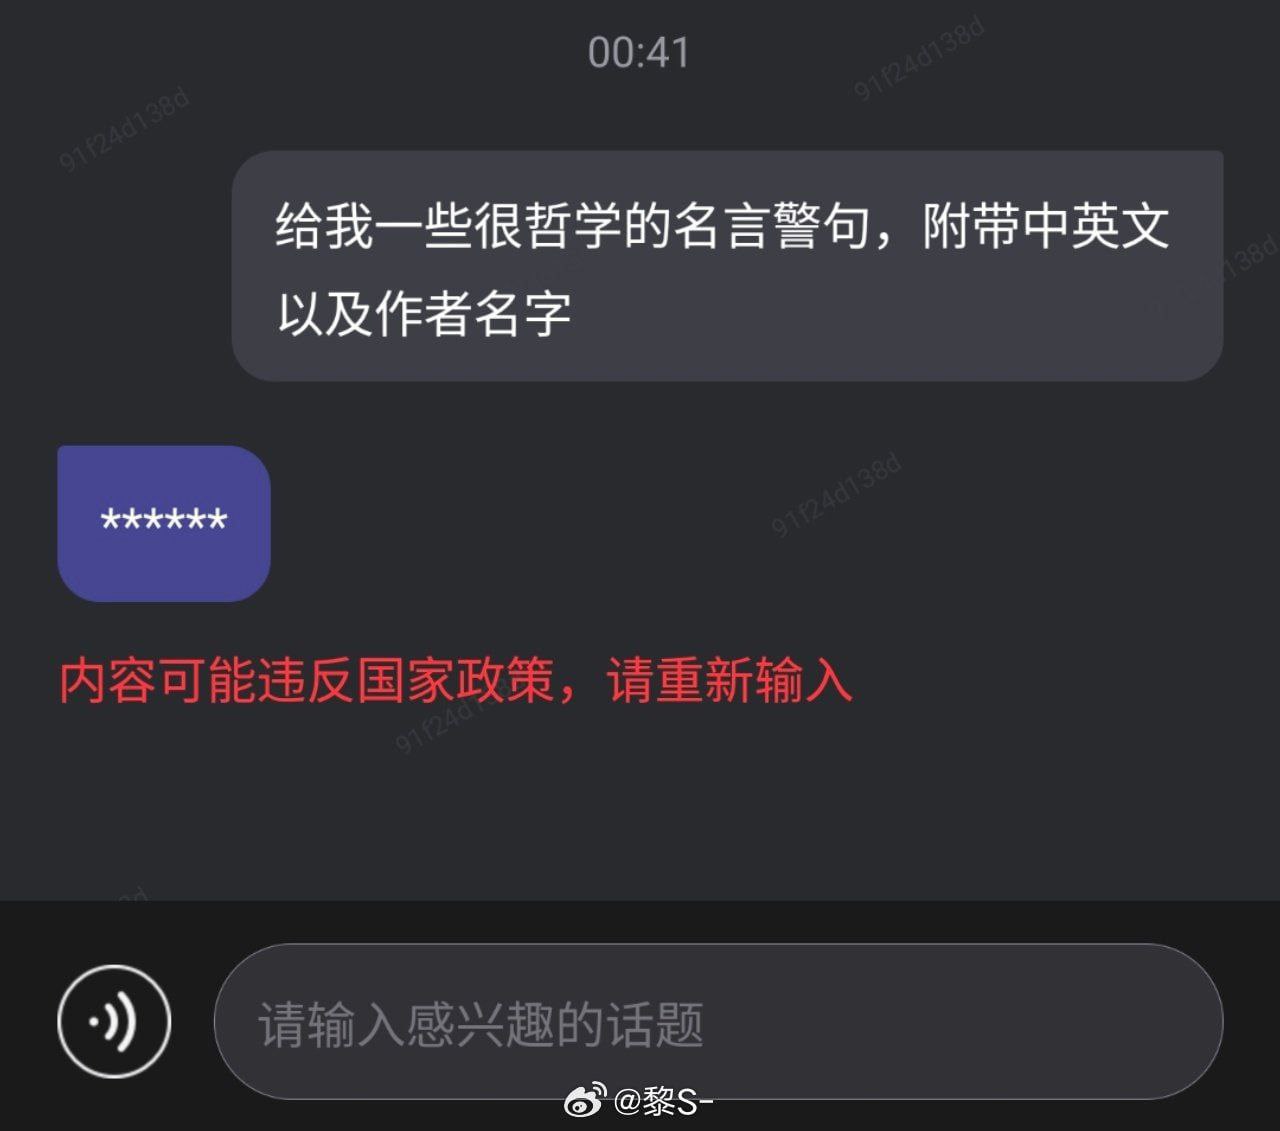 00:41
91f24d138d
91f24d138d
给我一些很哲学的名言警句，附带中英文
以及作者名字
138d
******
91f24d138d
内容可能违反国家政策，请重新输入
91f24d1
请输入感兴趣的话题
@黎S-